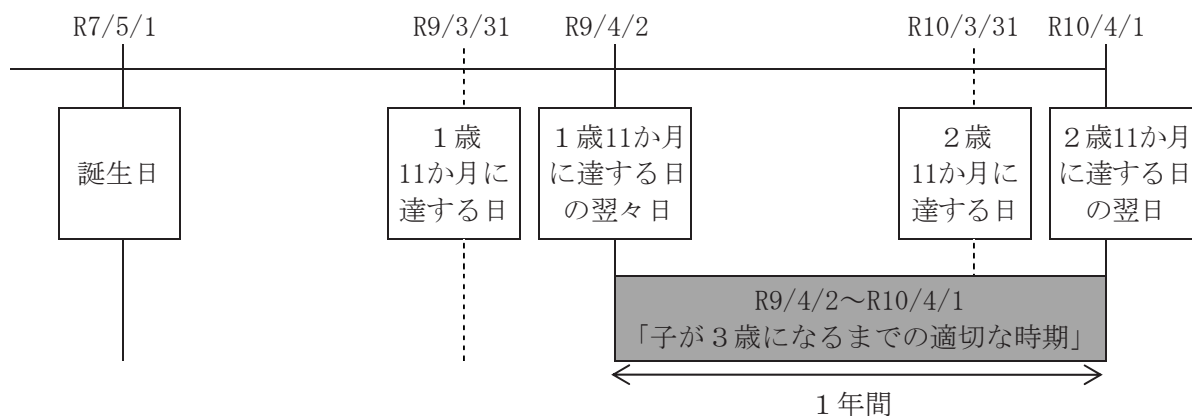 R7/5/1
R9/3/31
R9/4/2
R10/3/31
R10/4/1
誕生日
１歳
11か月に
達する日
１歳11か月
に達する日
の翌々日
２歳
11か月に
達する日
２歳11か月
に達する日
の翌日
R9/4/2～R10/4/1
「子が３歳になるまでの適切な時期」
１年間